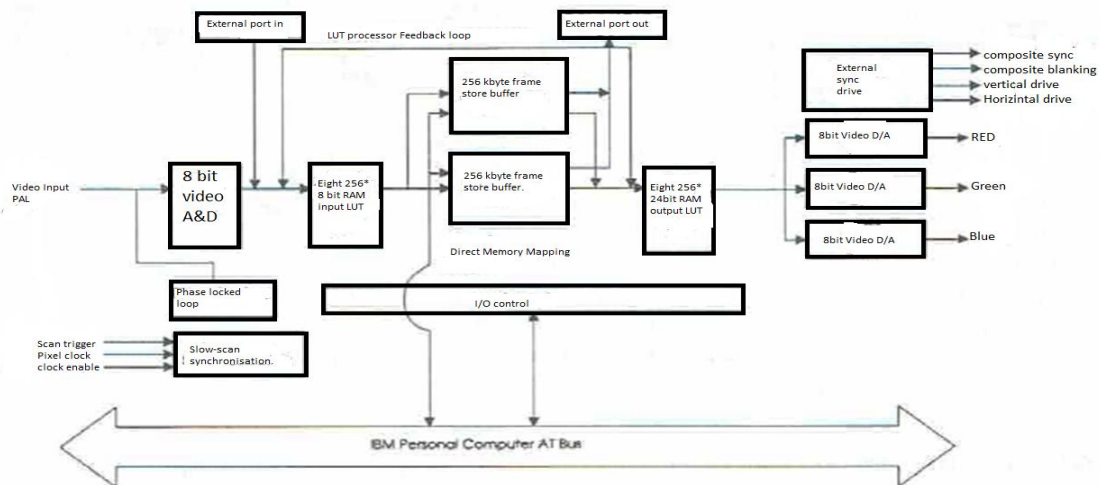 External port in
External port out
LUT processor Feedback loop
256 kbyte frame
store buffer
External
sync
drive
composite sync
composite blanking
vertical drive
Horizintal drive
8bit Video D/A
RED
Video Input
PAL
8 bit
video
A&D
Eight 256*
8 bit RAM
input LUT
256 kbyte frame
store buffer.
Eight 256*
24bit RAM
output LUT
8bit Video D/A
Green
8bit Video D/A
Blue
Direct Memory Mapping
Phase locked
loop
I/O control
Scan trigger
Pixel clock
clock enable
Slow-scan
synchronisation.
IBM Personal Computer AT Bus